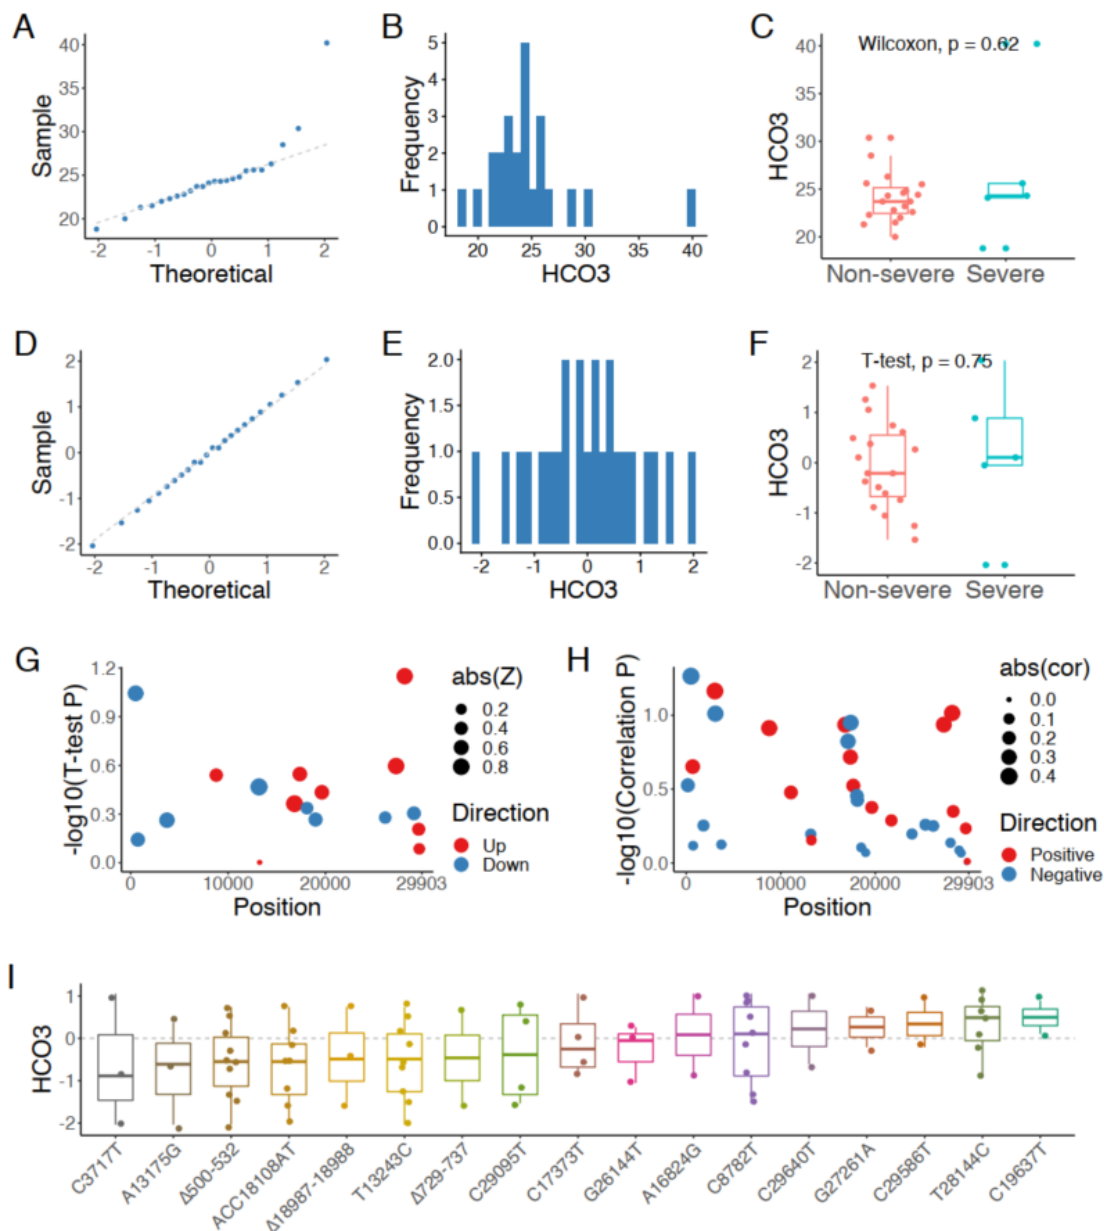 A
Sample
40
35
30
25
20
-2
-1
0
1
2
Theoretical
B
Frequency
5
4
3
2
1
0
20
25
30
35
40
HCO3
C
Wilcoxon, p = 0.62
HCO3
40
35
30
25
20
Non-severe
Severe
D
Sample
2
1
0
-1
-2
-2
-1
0
1
2
Theoretical
E
Frequency
2.0
1.5
1.0
0.5
0.0
-2
-1
0
1
2
HCO3
F
T-test, p = 0.75
HCO3
2
1
0
-1
-2
Non-severe
Severe
G
-log10(T-test P)
1.2
0.9
0.6
0.3
0.0
0
10000
20000
29903
Position
abs(Z)
0.2
0.4
0.6
0.8
Direction
Up
Down
H
-log10(Correlation P)
1.0
0.5
0.0
0
10000
20000
29903
Position
abs(cor)
0.0
0.1
0.2
0.3
0.4
Direction
Positive
Negative
I
HCO3
1
0
-1
-2
C3717T
A13175G
Δ500-532
ACC18108AT
Δ18987-18988
T13243C
Δ729-737
C29095T
C17373T
G26144T
A16824G
C8782T
C29640T
G27261A
C29586T
T28144C
C19637T